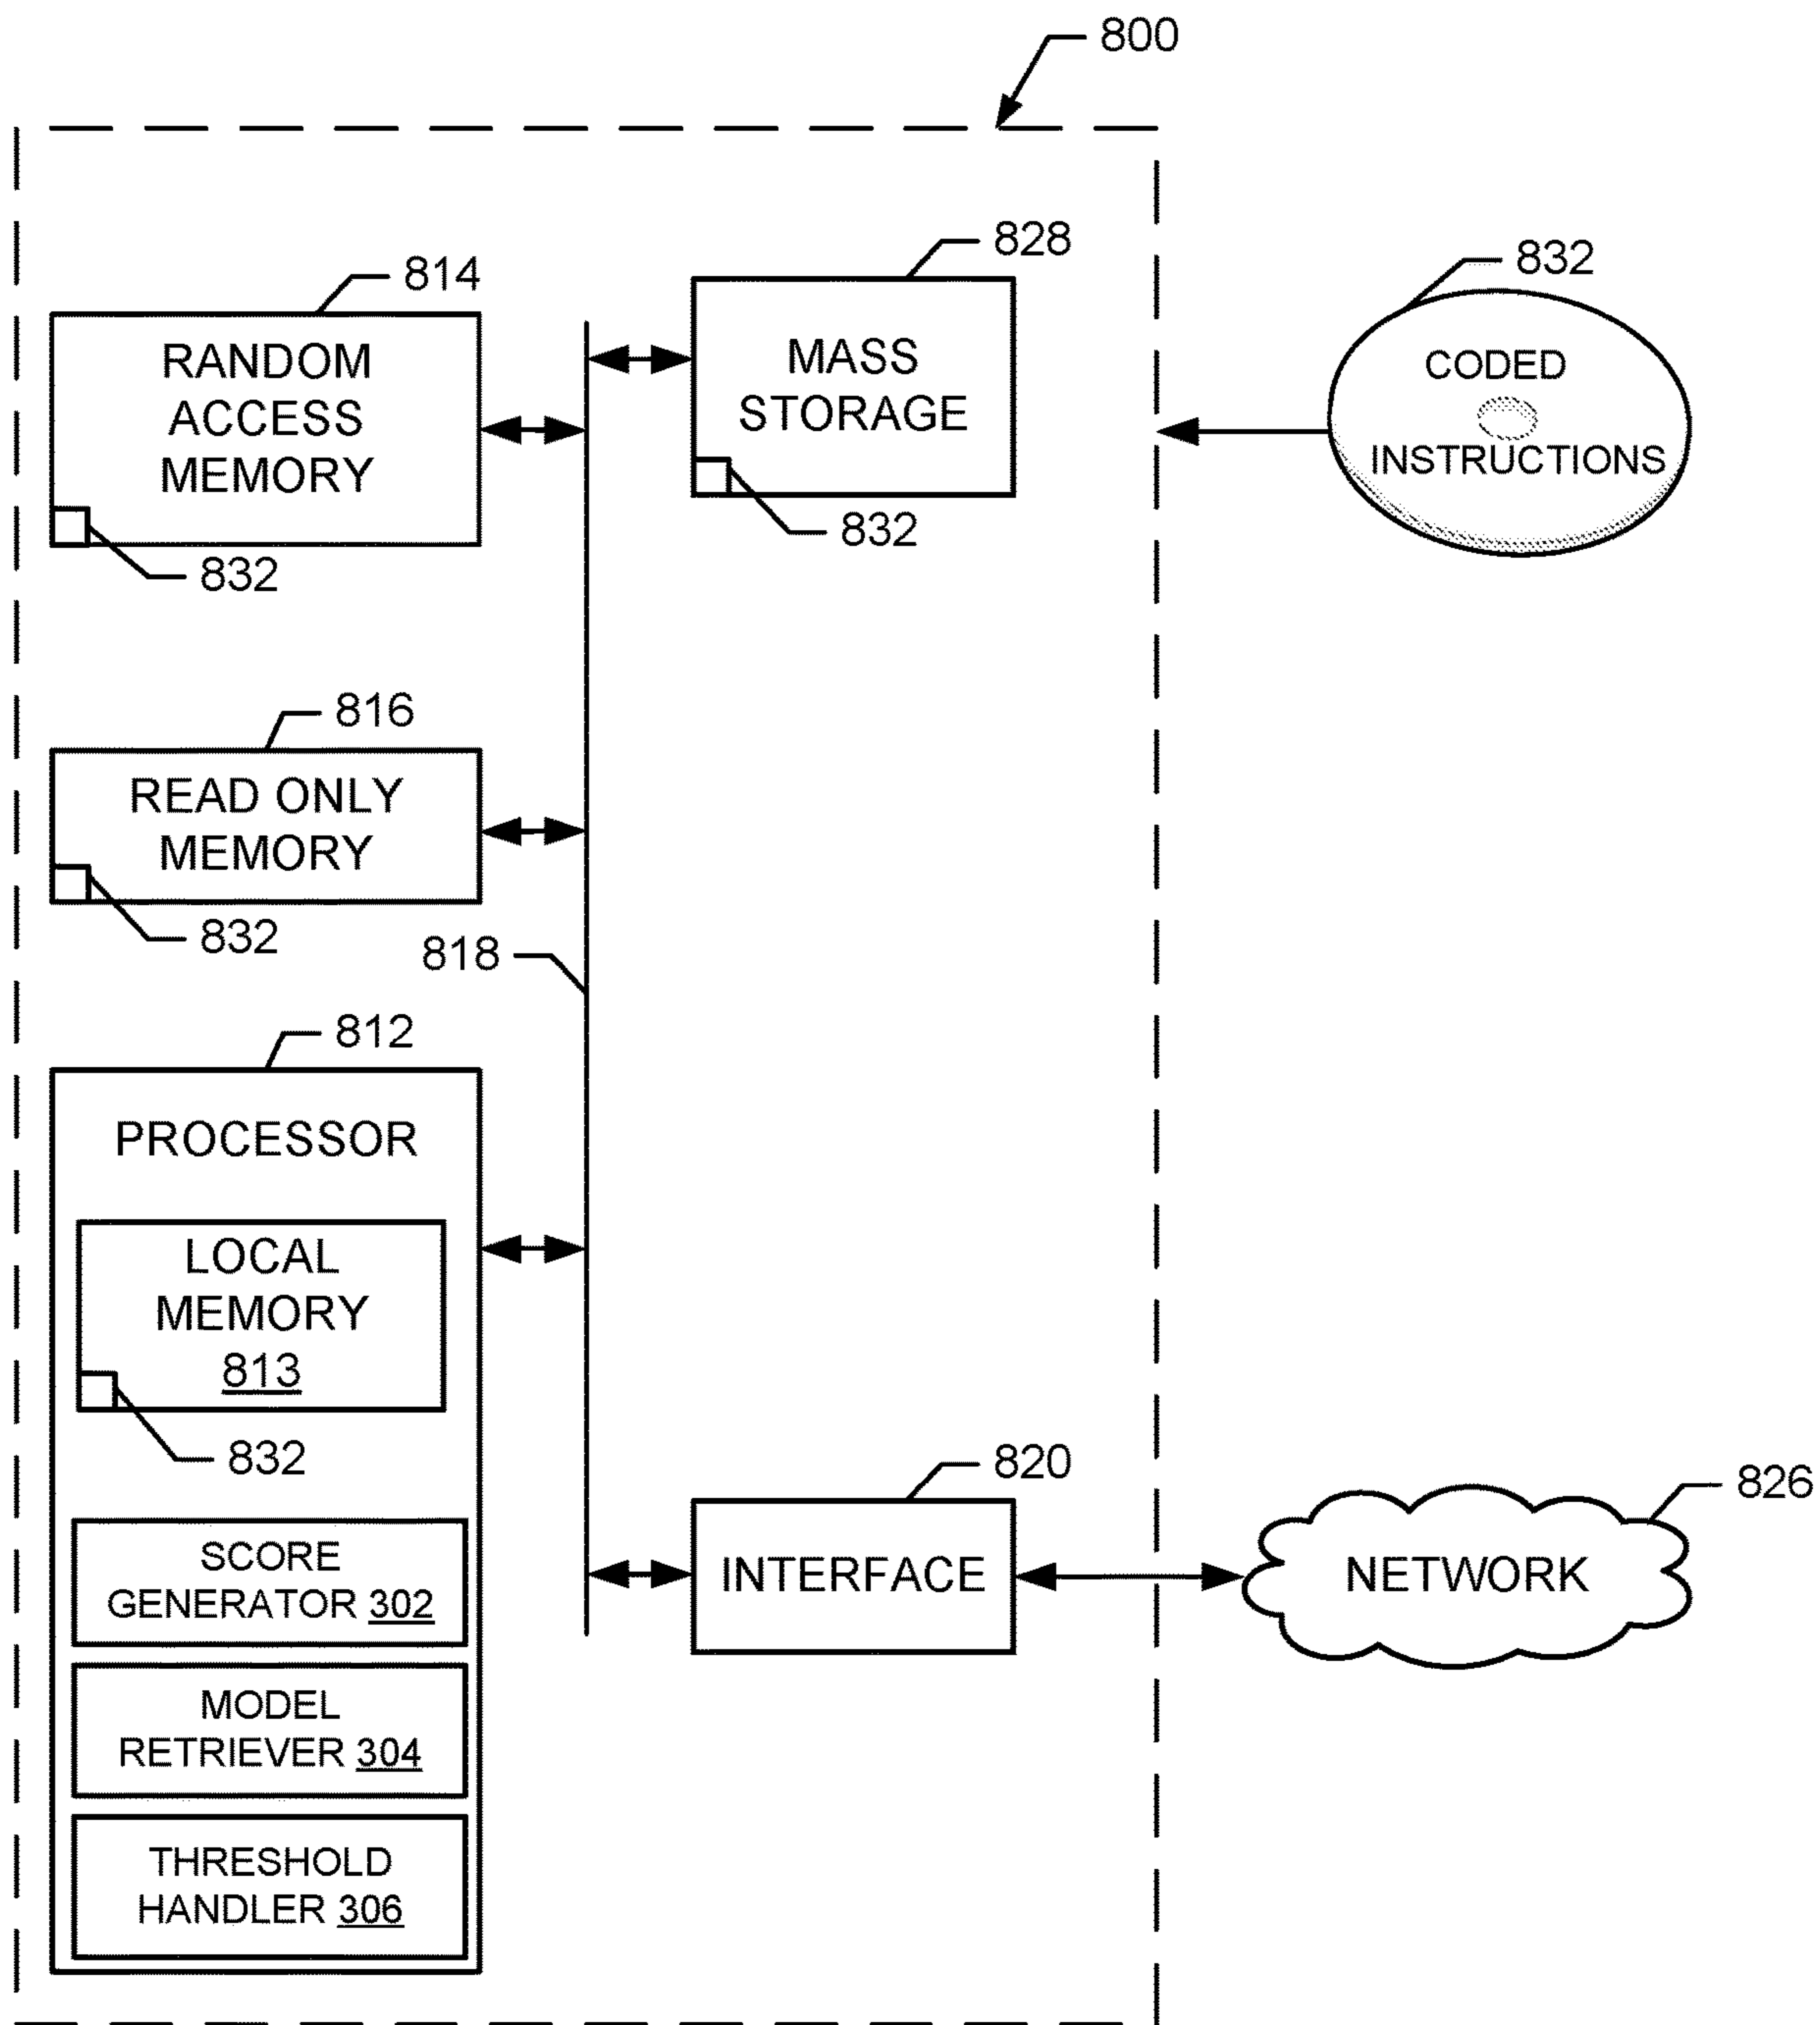 800
828
832
814
RANDOM
ACCESS
MEMORY
MASS
STORAGE
CODED
INSTRUCTIONS
832
832
816
READ ONLY
MEMORY
832
818
812
PROCESSOR
LOCAL
MEMORY
813
832
820
826
SCORE
GENERATOR 302
INTERFACE
NETWORK
MODEL
RETRIEVER 304
THRESHOLD
HANDLER 306